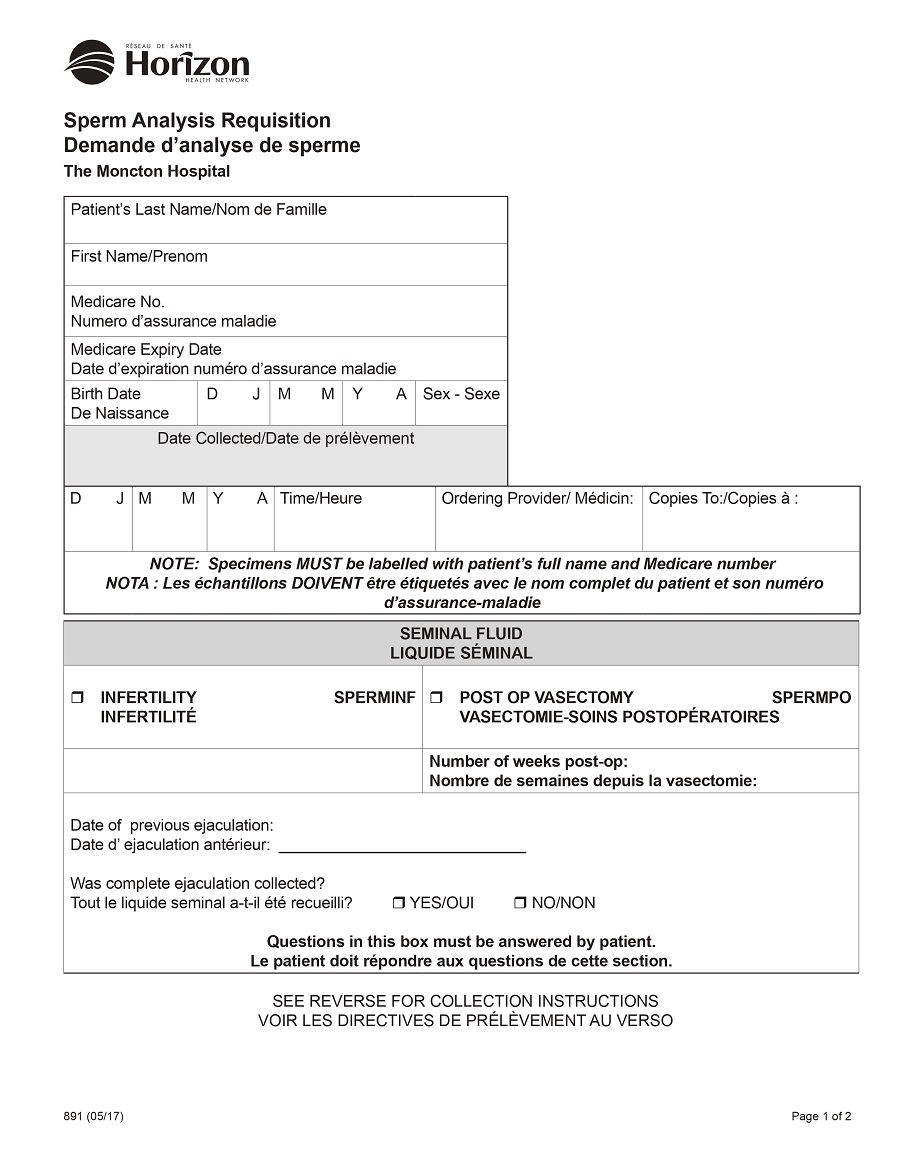 RÉSEAU DE SANTÉ
Horizon
HEALTH NETWORK
Sperm Analysis Requisition
Demande d'analyse de sperme
The Moncton Hospital
Patient's Last Name/Nom de Famille
First Name/Prenom
Medicare No.
Numero d'assurance maladie
Medicare Expiry Date
Date d'expiration numéro d'assurance maladie
Birth Date D J M M Y A Sex - Sexe
De Naissance
Date Collected/Date de prélèvement
D J M M Y A Time/Heure Ordering Provider/ Médicin: Copies To:/Copies à :
NOTE: Specimens MUST be labelled with patient's full name and Medicare number
NOTA : Les échantillons DOIVENT être étiquetés avec le nom complet du patient et son numéro
d'assurance-maladie
SEMINAL FLUID
LIQUIDE SÉMINAL
❒ INFERTILITY SPERMINF ❒ POST OP VASECTOMY SPERMPO
INFERTILITÉ VASECTOMIE-SOINS POSTOPÉRATOIRES
Number of weeks post-op:
Nombre de semaines depuis la vasectomie:
Date of previous ejaculation:
Date d' ejaculation antérieur:
Was complete ejaculation collected?
Tout le liquide seminal a-t-il été recueilli? ❒ YES/OUI ❒ NO/NON
Questions in this box must be answered by patient.
Le patient doit répondre aux questions de cette section.
SEE REVERSE FOR COLLECTION INSTRUCTIONS
VOIR LES DIRECTIVES DE PRÉLÈVEMENT AU VERSO
891 (05/17) Page 1 of 2